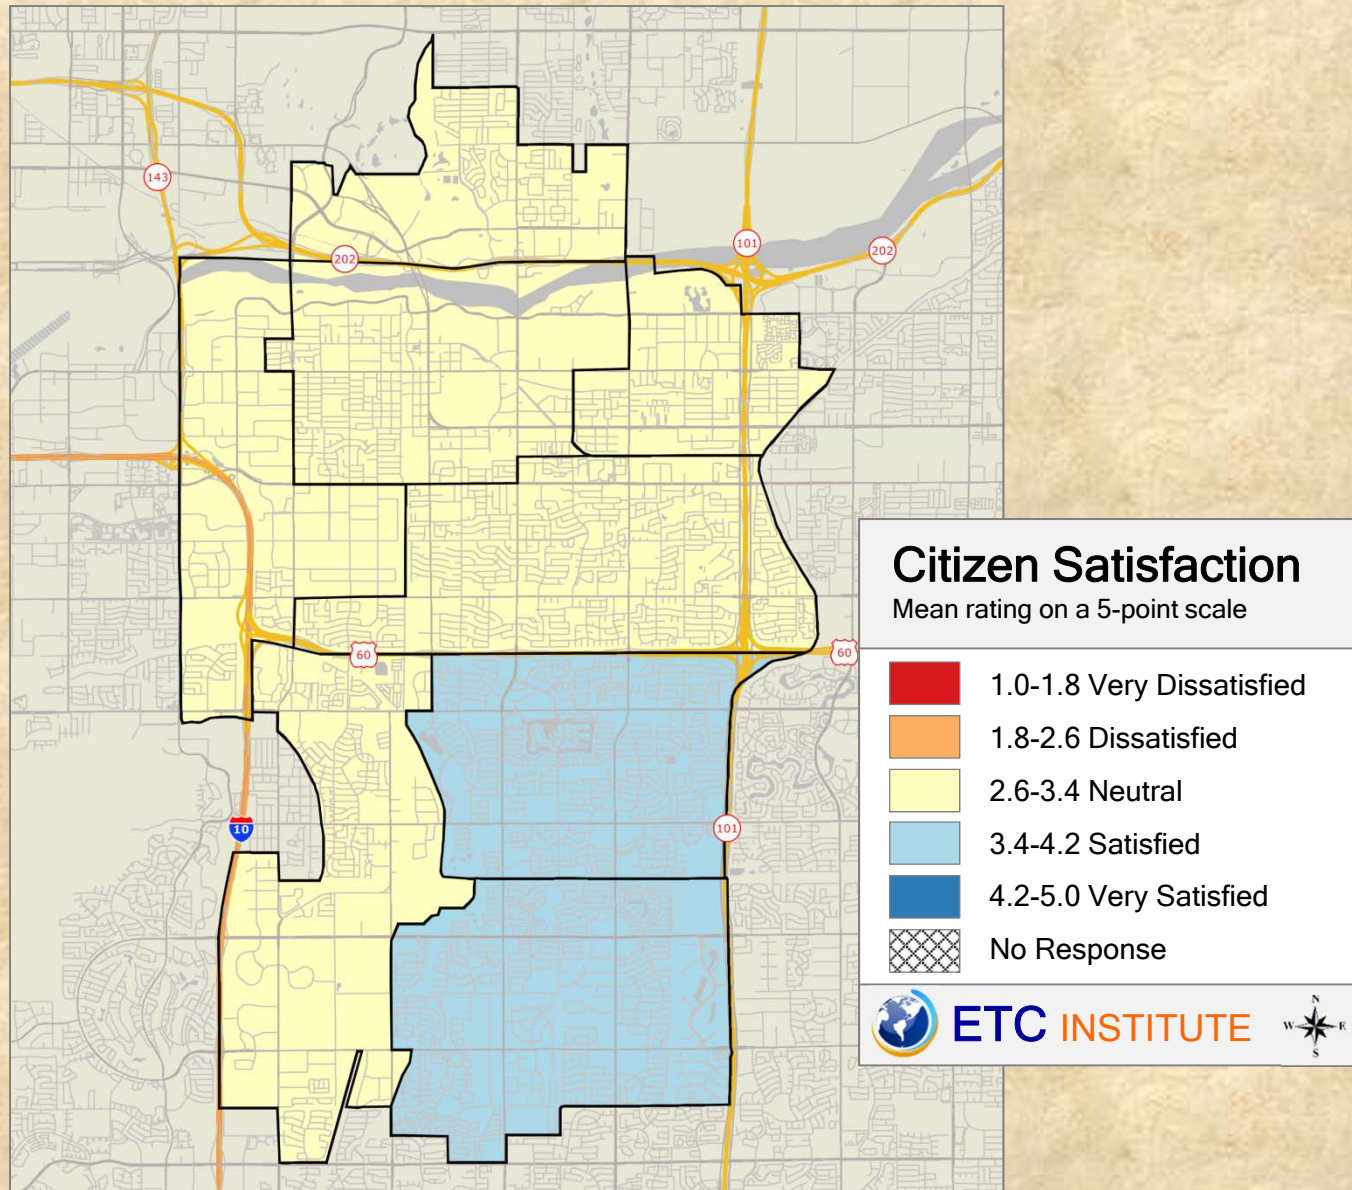 143
202
101
202
60
60
10
101
Citizen Satisfaction
Mean rating on a 5-point scale
1.0-1.8 Very Dissatisfied
1.8-2.6 Dissatisfied
2.6-3.4 Neutral
3.4-4.2 Satisfied
4.2-5.0 Very Satisfied
No Response
ETC INSTITUTE
N
W E
S